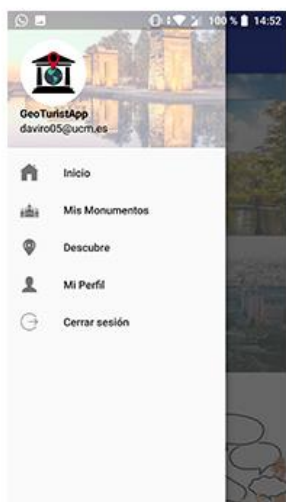 100 % 14:52
GeoTuristApp
daviro05@ucm.es
Inicio
Mis Monumentos
Descubre
Mi Perfil
Cerrar sesión